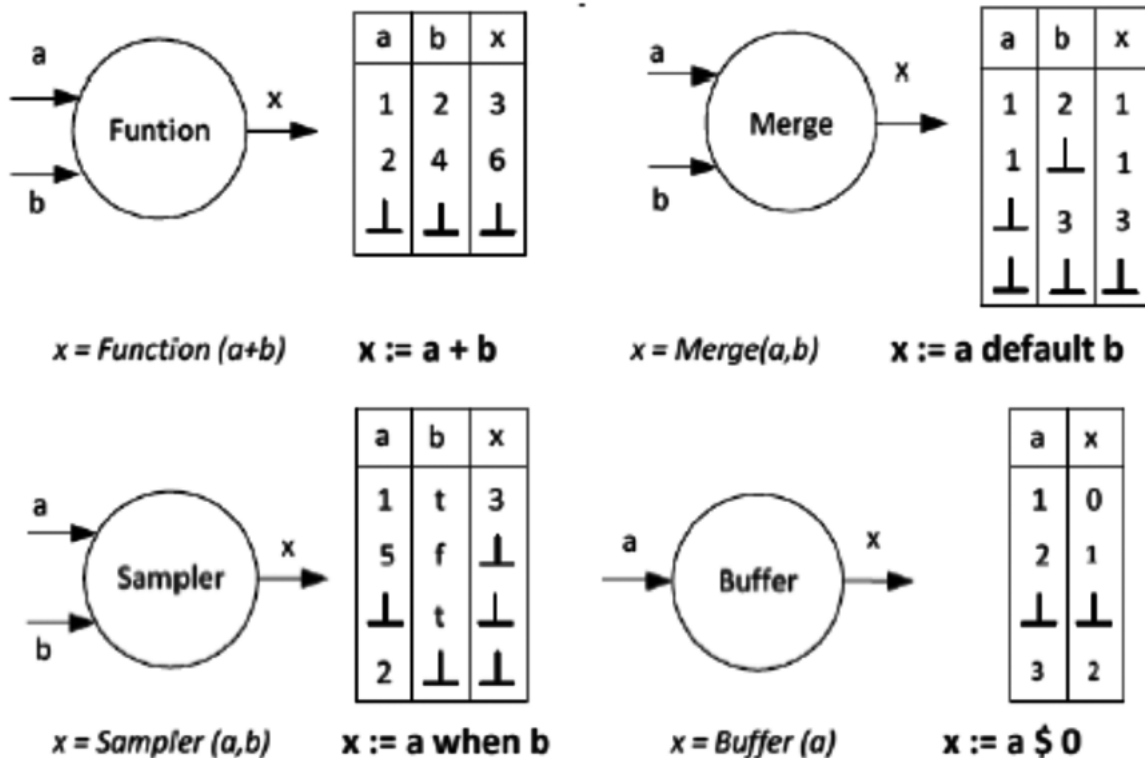 a
b
Funtion
x
a b x
1 2 3
2 4 6
⊥ ⊥ ⊥
x = Function (a+b)
x := a + b
a
b
Merge
x
a b x
1 2 1
1 ⊥ 1
⊥ 3 3
⊥ ⊥ ⊥
x = Merge(a,b)
x := a default b
a
b
Sampler
x
a b x
1 t 3
5 f ⊥
⊥ t ⊥
2 ⊥ ⊥
x = Sampler (a,b)
x := a when b
a
Buffer
x
a x
1 0
2 1
⊥ ⊥
3 2
x = Buffer (a)
x := a $ 0